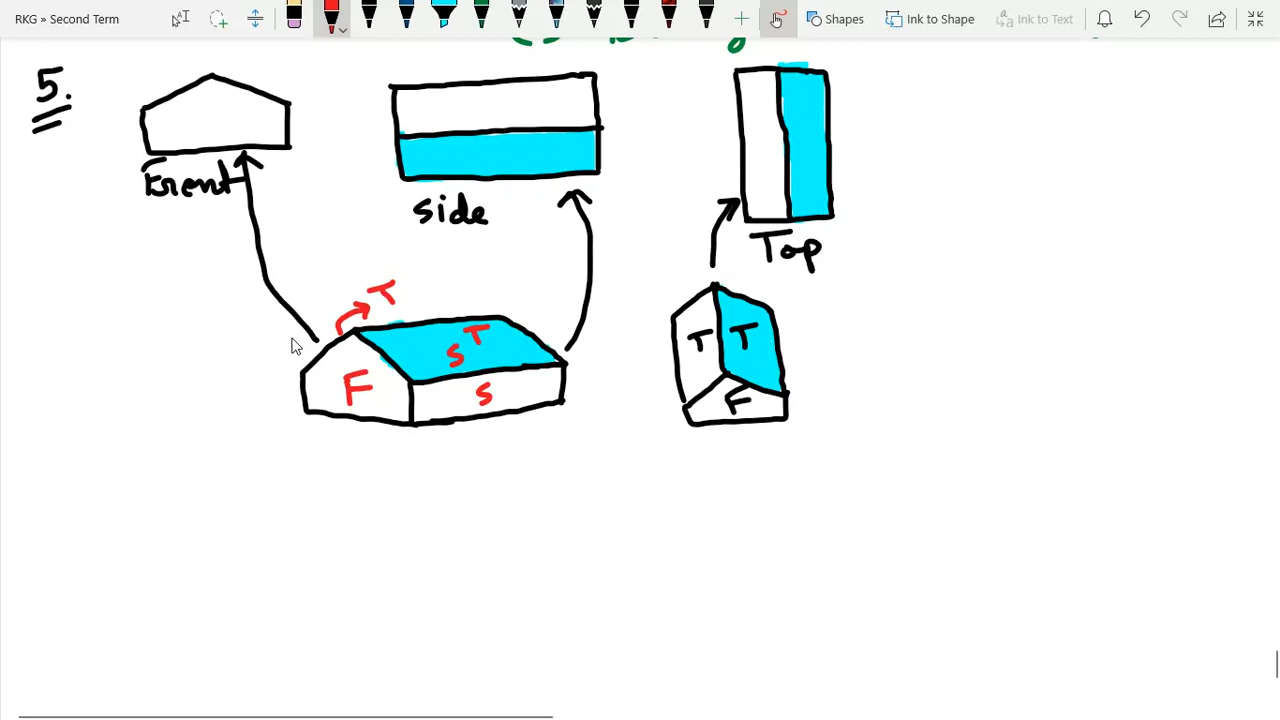 RKG » Second Term
Shapes
Ink to Shape
Ink to Text
5.
Front
Side
Top
T
T
S
F
S
T T
F